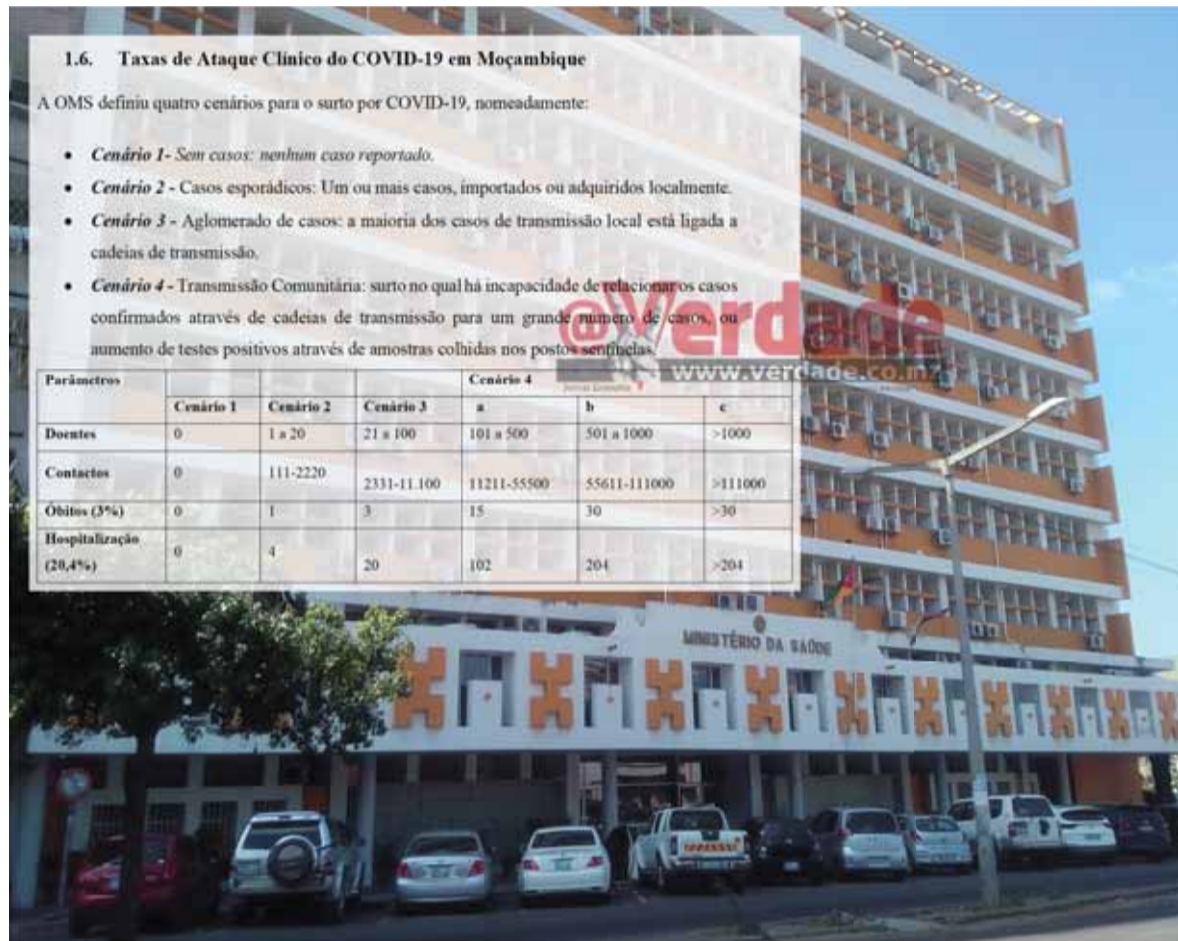 1.6. Taxas de Ataque Clínico do COVID-19 em Moçambique
A OMS definiu quatro cenários para o surto por COVID-19, nomeadamente:
• Cenário 1- Sem casos: nenhum caso reportado.
• Cenário 2 - Casos esporádicos: Um ou mais casos, importados ou adquiridos localmente.
• Cenário 3 - Aglomerado de casos: a maioria dos casos de transmissão local está ligada a
cadeias de transmissão.
• Cenário 4 - Transmissão Comunitária: surto no qual há incapacidade de relacionar os casos
confirmados através de cadeias de transmissão para um grande número de casos, ou
aumento de testes positivos através de amostras colhidas nos postos sentinelas.
@Verdade
www.verdade.co.mz
Parâmetros Cenário 4
Cenário 1 Cenário 2 Cenário 3 a b c
Doentes 0 1 a 20 21 a 100 101 a 500 501 a 1000 >1000
Contactos 0 111-2220 2331-11.100 11211-55500 55611-111000 >111000
Óbitos (3%) 0 1 3 15 30 >30
Hospitalização
(20,4%) 0 4 20 102 204 >204
MINISTÉRIO DA SAÚDE